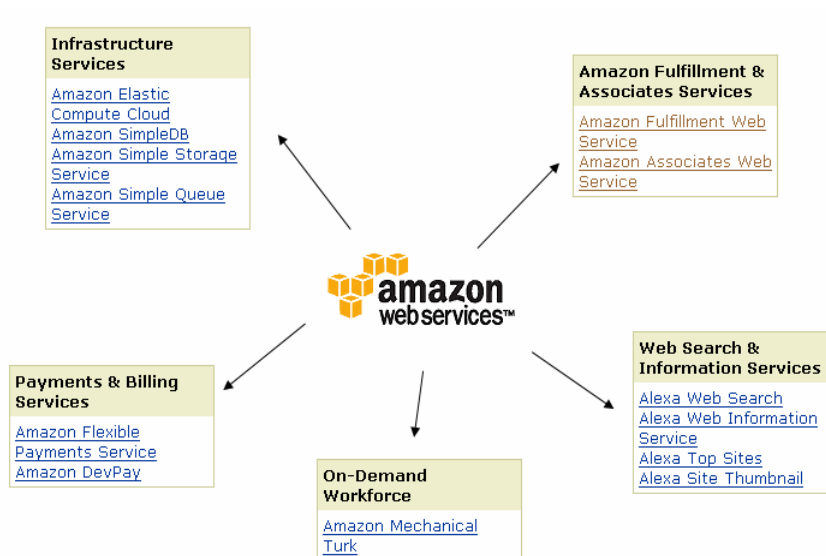 Infrastructure
Services
Amazon Elastic
Compute Cloud
Amazon SimpleDB
Amazon Simple Storage
Service
Amazon Simple Queue
Service
Amazon Fulfillment &
Associates Services
Amazon Fulfillment Web
Service
Amazon Associates Web
Service
amazon
webservices™
Payments & Billing
Services
Amazon Flexible
Payments Service
Amazon DevPay
On-Demand
Workforce
Amazon Mechanical
Turk
Web Search &
Information Services
Alexa Web Search
Alexa Web Information
Service
Alexa Top Sites
Alexa Site Thumbnail